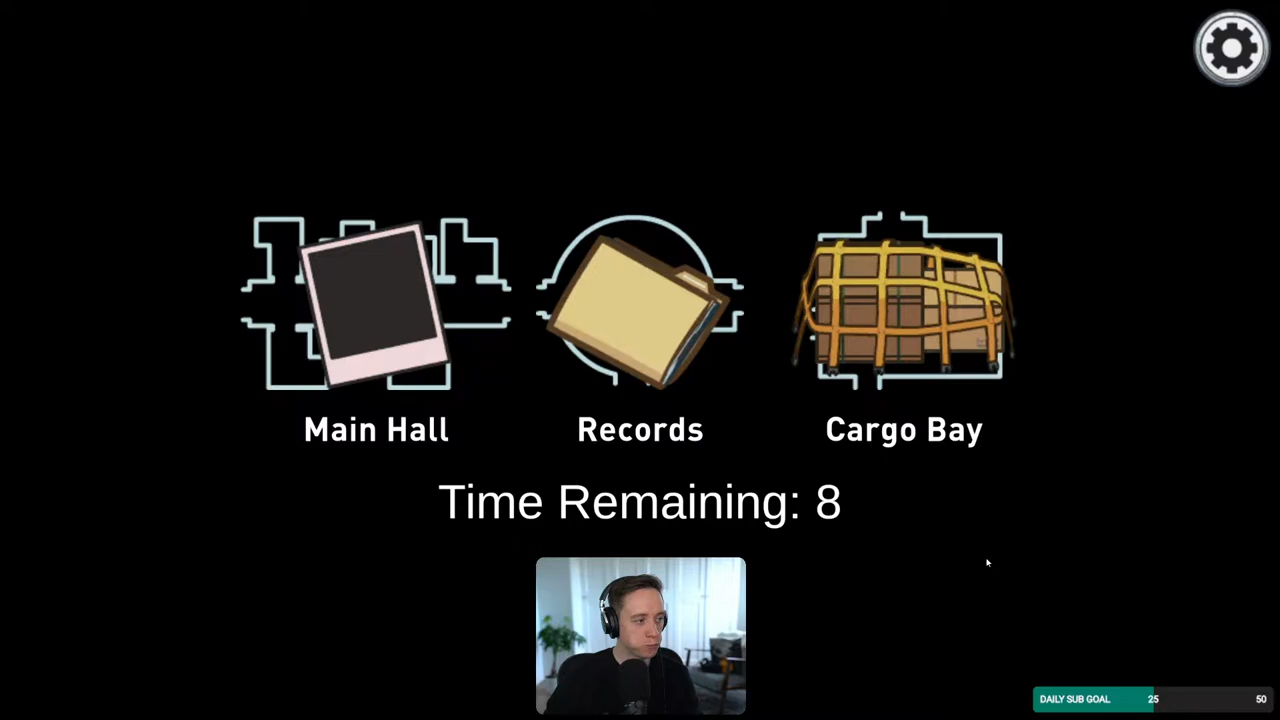 Main Hall
Records
Cargo Bay
Time Remaining: 8
DAILY SUB GOAL 25 50